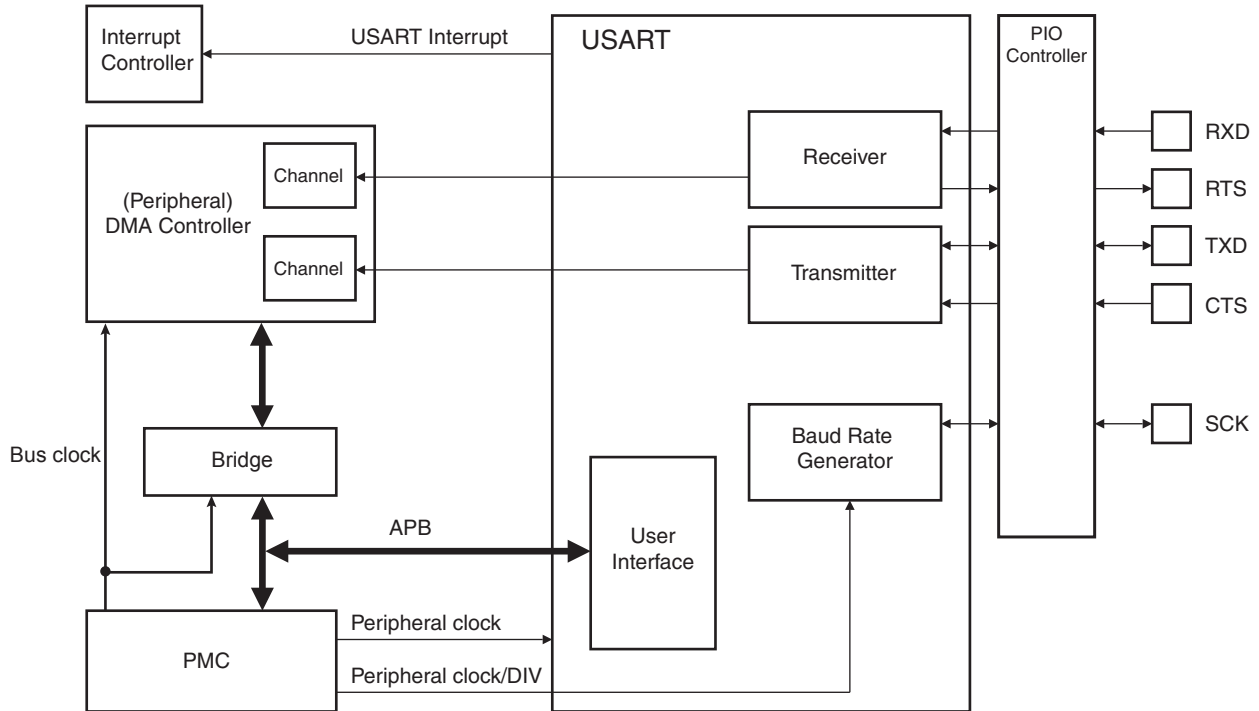 Interrupt
Controller
USART Interrupt
USART
PIO
Controller
(Peripheral)
DMA Controller
Channel
Channel
Receiver
Transmitter
RXD
RTS
TXD
CTS
Baud Rate
Generator
SCK
Bus clock
Bridge
APB
User
Interface
PMC
Peripheral clock
Peripheral clock/DIV